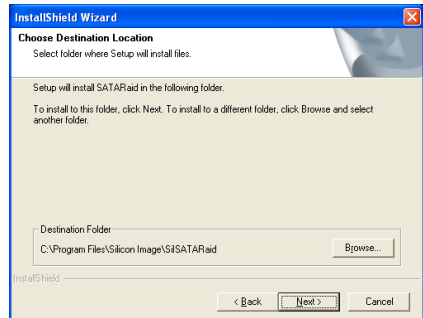 InstallShield Wizard
Choose Destination Location
Select folder where Setup will install files.
Setup will install SATARaid in the following folder.
To install to this folder, click Next. To install to a different folder, click Browse and select
another folder.
Destination Folder
C:\Program Files\Silicon Image\SilSATARaid
Browse...
InstallShield
< Back
Next >
Cancel